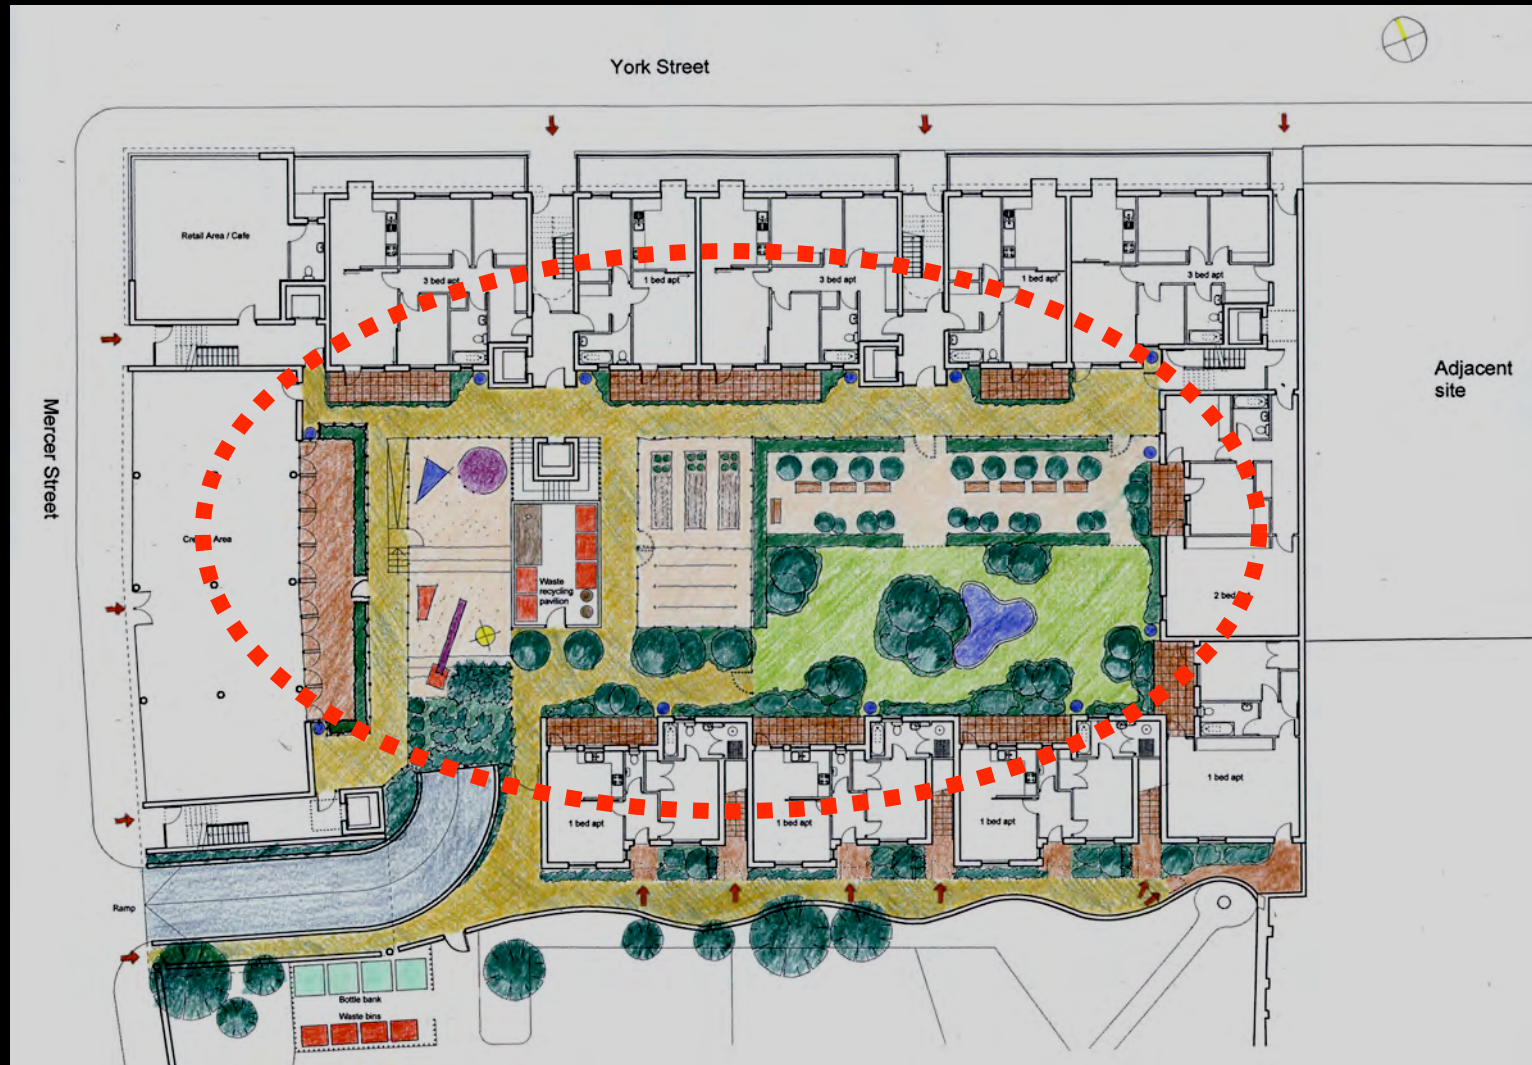 York Street
Retail Area / Cafe
3 bed apt
1 bed apt
3 bed apt
1 bed apt
3 bed apt
Adjacent
site
Mercer Street
Area
Waste
recycling
pavilion
2 bed
1 bed apt
1 bed apt
1 bed apt
1 bed apt
Ramp
Bottle bank
Waste bins